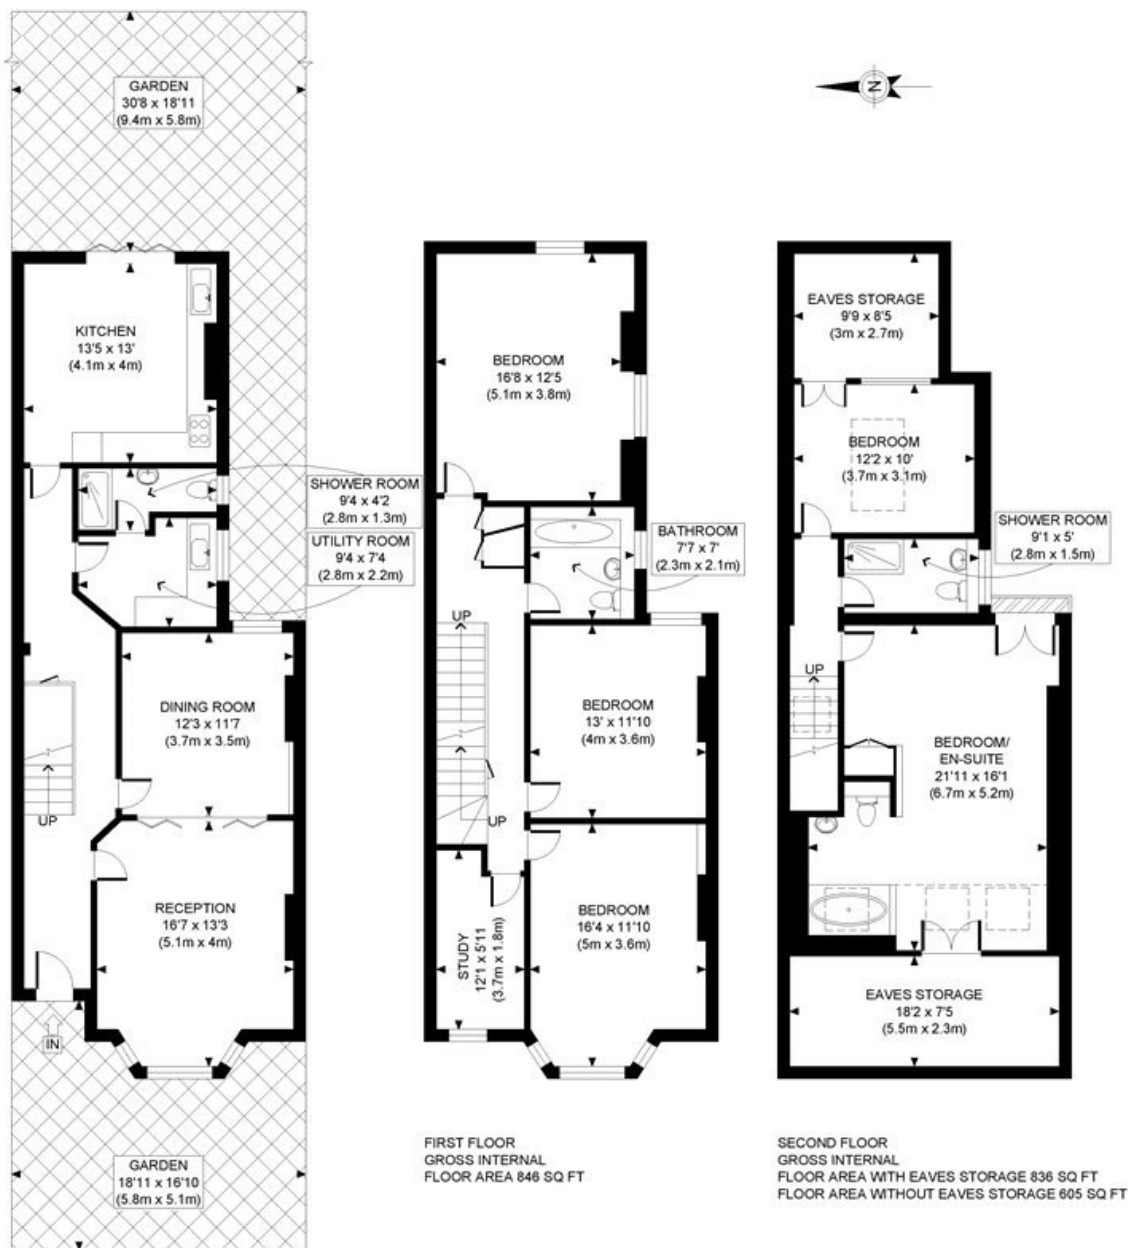 GARDEN
30'8 x 18'11
(9.4m x 5.8m)
N
KITCHEN
13'5 x 13'
(4.1m x 4m)
SHOWER ROOM
9'4 x 4'2
(2.8m x 1.3m)
UTILITY ROOM
9'4 x 7'4
(2.8m x 2.2m)
DINING ROOM
12'3 x 11'7
(3.7m x 3.5m)
UP
RECEPTION
16'7 x 13'3
(5.1m x 4m)
IN
GARDEN
18'11 x 16'10
(5.8m x 5.1m)
BEDROOM
16'8 x 12'5
(5.1m x 3.8m)
BATHROOM
7'7 x 7'
(2.3m x 2.1m)
UP
BEDROOM
13' x 11'10
(4m x 3.6m)
UP
STUDY
12'1 x 5'11
(3.7m x 1.8m)
BEDROOM
16'4 x 11'10
(5m x 3.6m)
FIRST FLOOR
GROSS INTERNAL
FLOOR AREA 846 SQ FT
EAVES STORAGE
9'9 x 8'5
(3m x 2.7m)
BEDROOM
12'2 x 10'
(3.7m x 3.1m)
SHOWER ROOM
9'1 x 5'
(2.8m x 1.5m)
UP
BEDROOM/
EN-SUITE
21'11 x 16'1
(6.7m x 5.2m)
EAVES STORAGE
18'2 x 7'5
(5.5m x 2.3m)
SECOND FLOOR
GROSS INTERNAL
FLOOR AREA WITH EAVES STORAGE 836 SQ FT
FLOOR AREA WITHOUT EAVES STORAGE 605 SQ FT